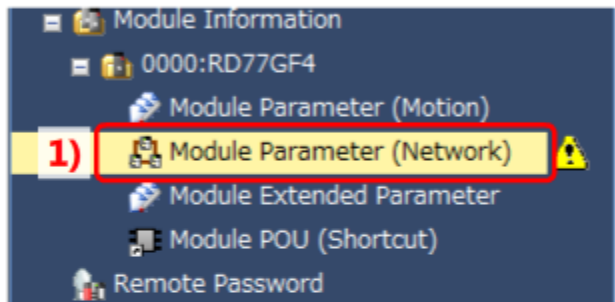 Module Information
0000:RD77GF4
Module Parameter (Motion)
1) Module Parameter (Network)
Module Extended Parameter
Module POU (Shortcut)
Remote Password